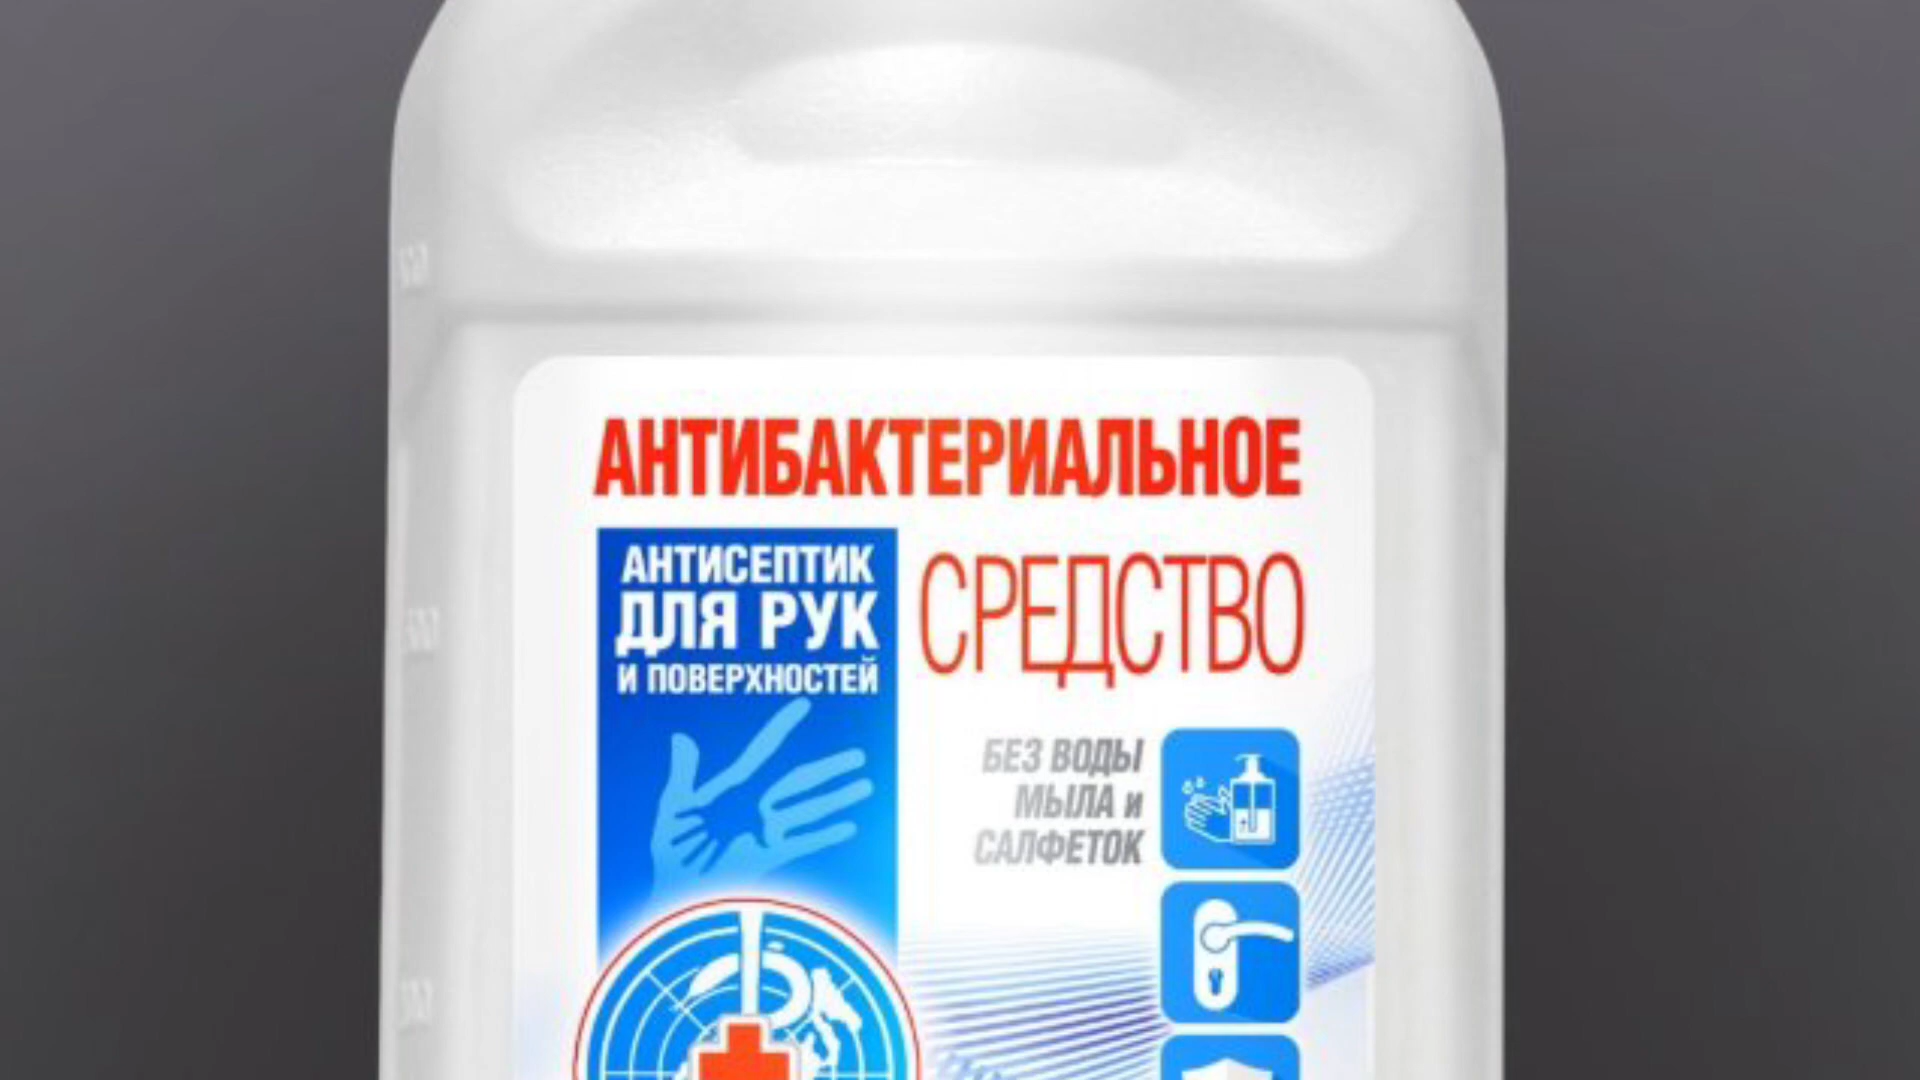 АНТИБАКТЕРИАЛЬНОЕ
АНТИСЕПТИК
ДЛЯ РУК
И ПОВЕРХНОСТЕЙ
СРЕДСТВО
БЕЗ ВОДЫ
МЫЛА и
САЛФЕТОК